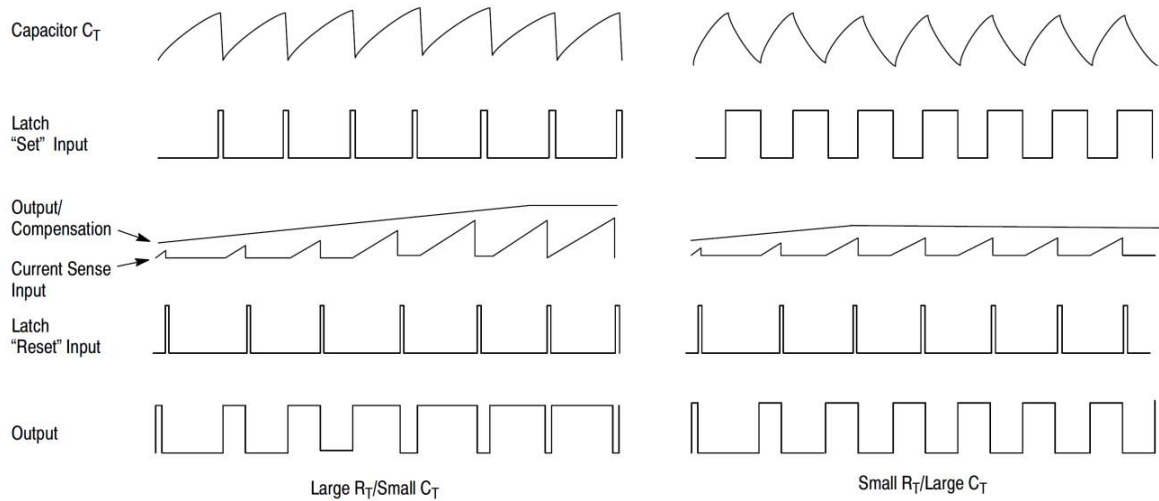 Capacitor C_T
Latch
“Set” Input
Output/
Compensation
Current Sense
Input
Latch
“Reset” Input
Output
Large R_T/Small C_T
Small R_T/Large C_T